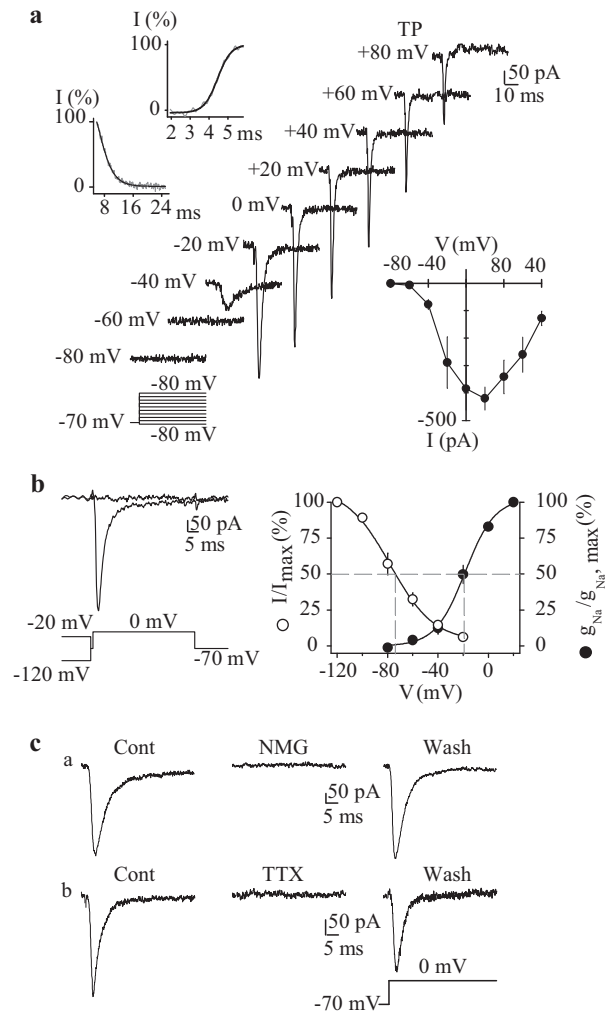 a
I (%)
100
0
2 3 4 5 ms
I (%)
100
0
8 16 24 ms
TP
+80 mV
50 pA
10 ms
+60 mV
+40 mV
+20 mV
0 mV
-20 mV
-40 mV
-60 mV
-80 mV
-80 mV
-70 mV
-80 mV
V (mV)
-80 -40 80 40
-500
I (pA)
b
50 pA
5 ms
-20 mV
0 mV
-120 mV
-70 mV
I/Imax (%)
100
75
50
25
0
-120 -80 -40 0
V (mV)
100
75
50
25
0
gNa/gNa, max (%)
c
a
Cont
NMG
Wash
50 pA
5 ms
b
Cont
TTX
Wash
50 pA
5 ms
0 mV
-70 mV